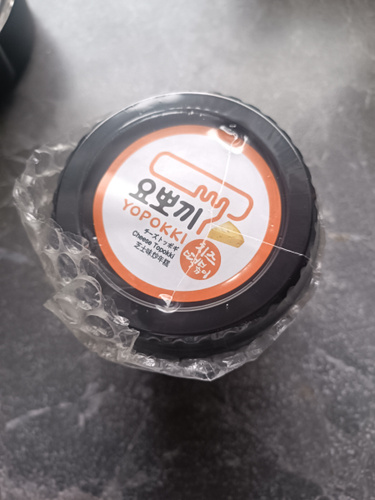 요뽀끼
YOPOKKI
チーズトッポギ
Cheese Topokki
芝士味炒年糕
치즈
떡볶이